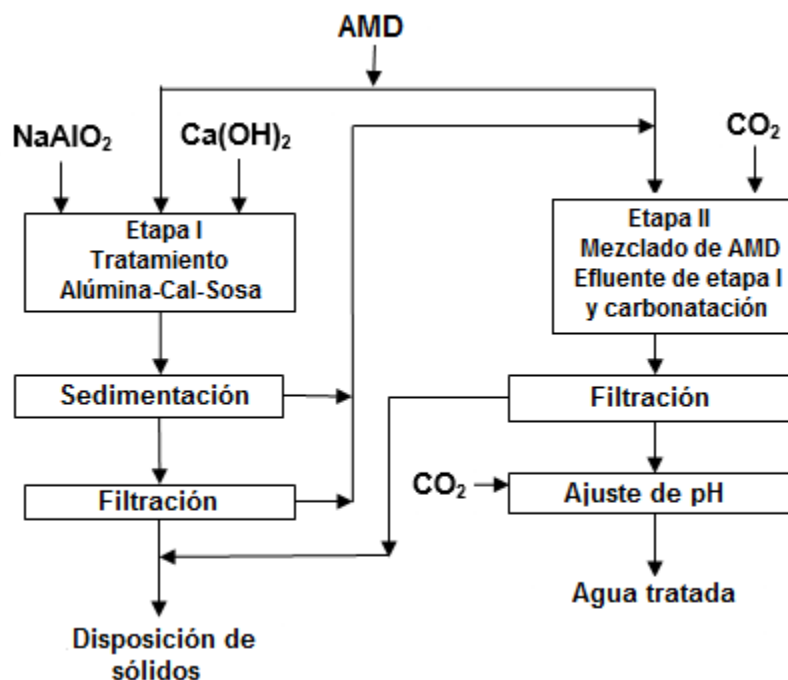 AMD
NaAlO₂
Ca(OH)₂
CO₂
Etapa I
Tratamiento
Alúmina-Cal-Sosa
Etapa II
Mezclado de AMD
Efluente de etapa I
y carbonatación
Sedimentación
Filtración
Filtración
CO₂
Ajuste de pH
Agua tratada
Disposición de
sólidos